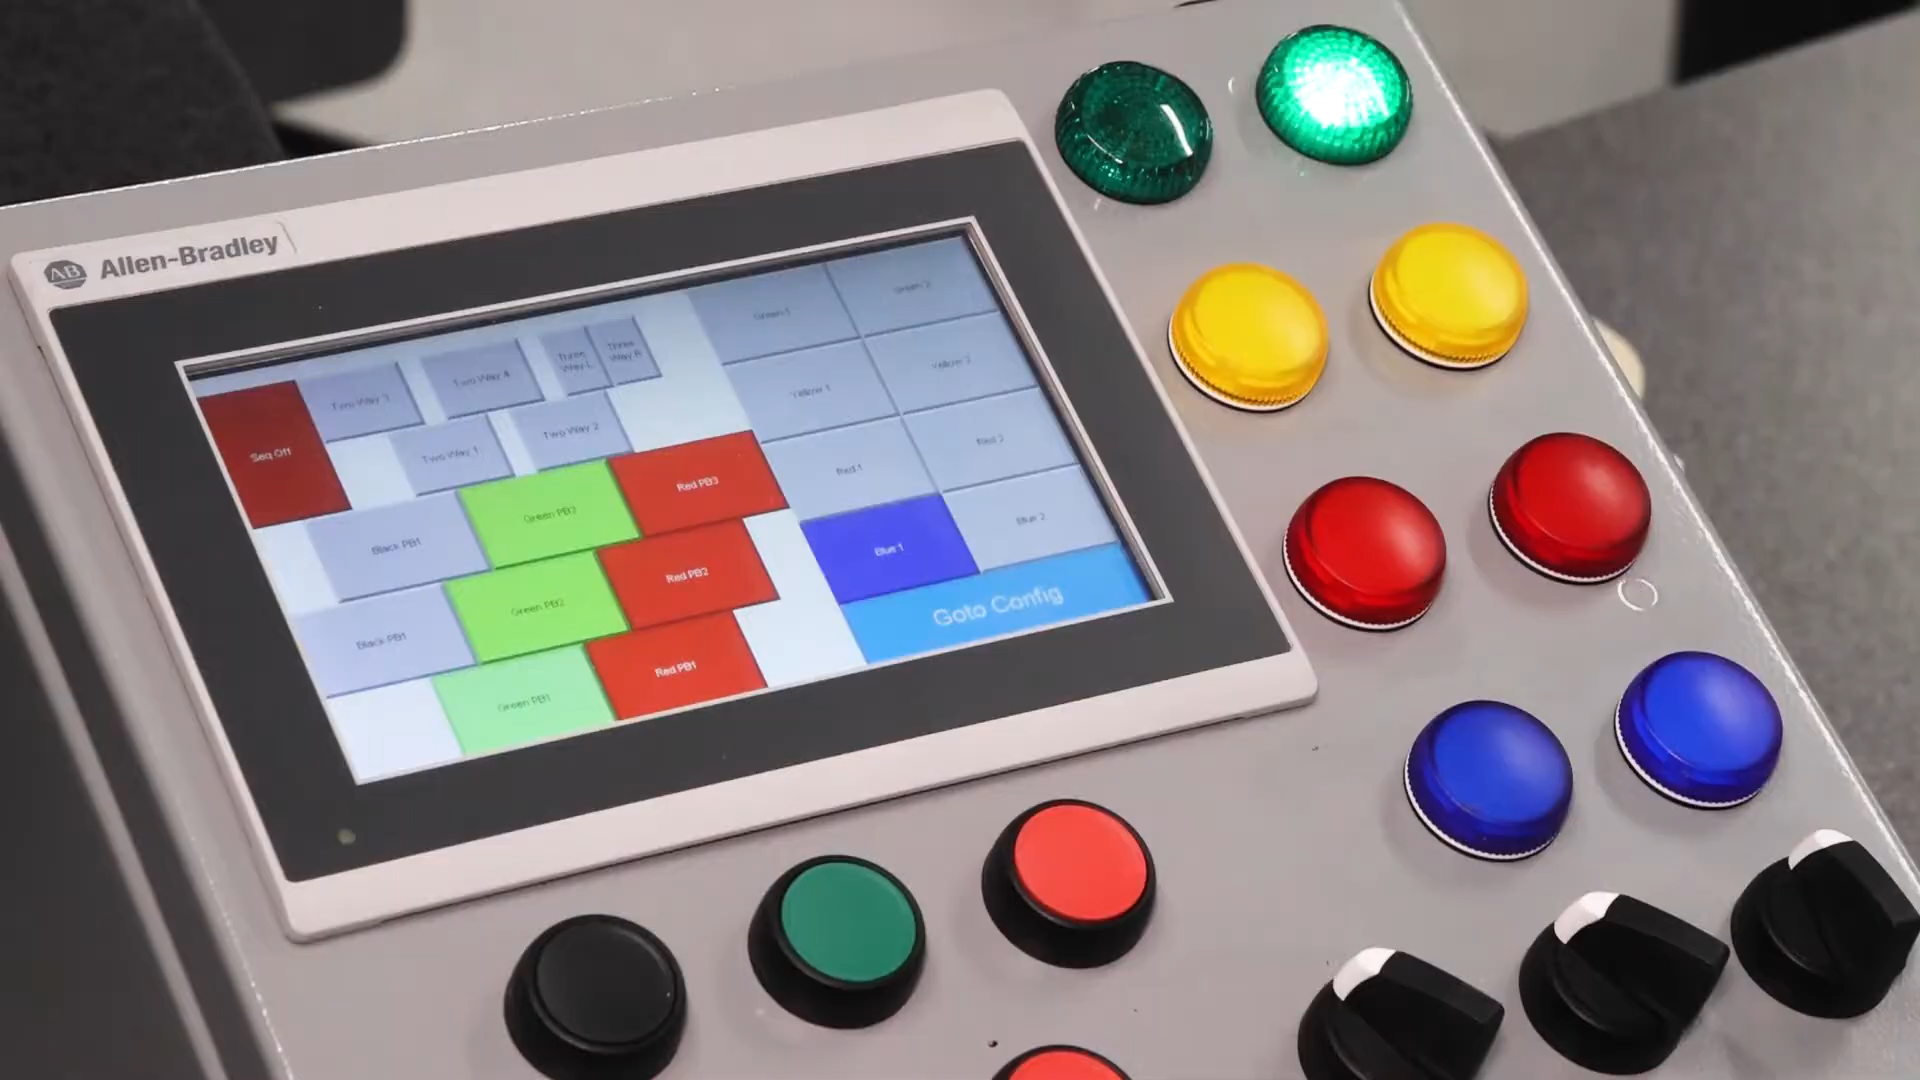 AB Allen-Bradley
Seq Off
Two Way 3
Two Way 4
Three
Way L
Three
Way R
Two Way 1
Two Way 2
Black PB1
Green PB2
Red PB3
Black PB1
Green PB2
Red PB2
Green PB1
Red PB1
Green 1
Green 2
Yellow 1
Yellow 2
Red 1
Red 2
Blue 1
Blue 2
Goto Config